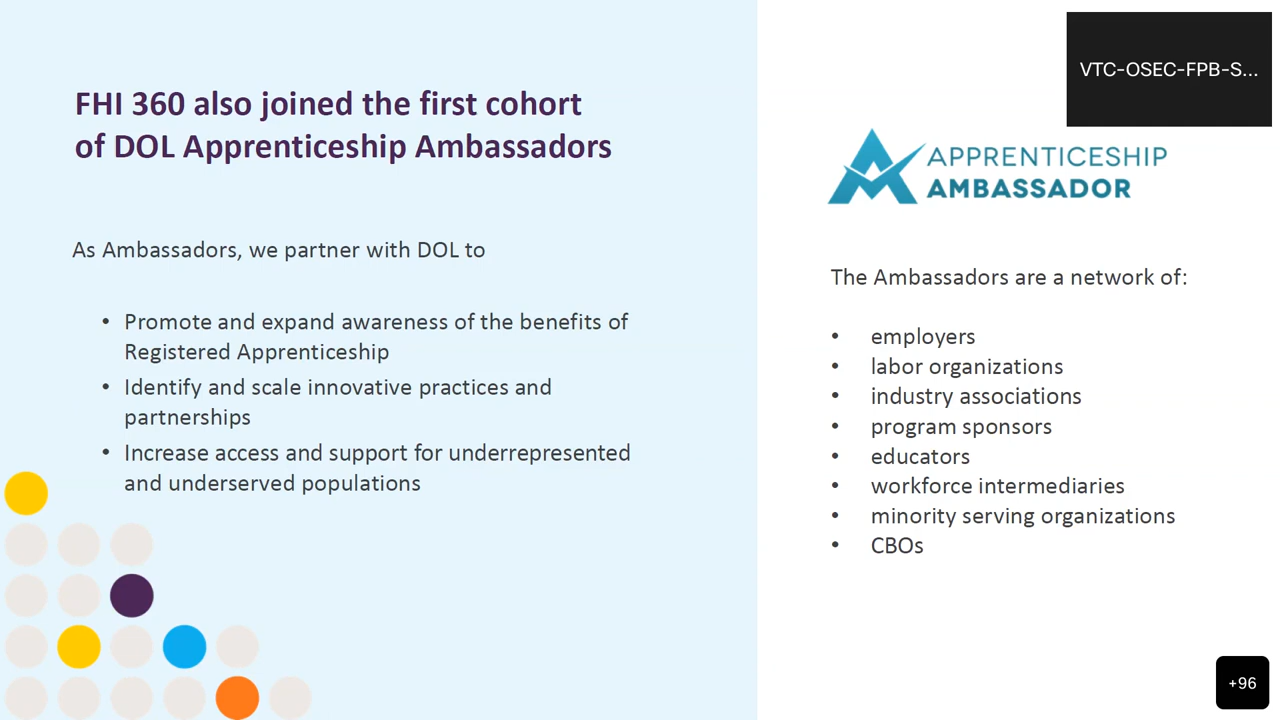 FHI 360 also joined the first cohort
of DOL Apprenticeship Ambassadors
As Ambassadors, we partner with DOL to
• Promote and expand awareness of the benefits of
Registered Apprenticeship
• Identify and scale innovative practices and
partnerships
• Increase access and support for underrepresented
and underserved populations
VTC-OSEC-FPB-S...
APPRENTICESHIP
AMBASSADOR
The Ambassadors are a network of:
• employers
• labor organizations
• industry associations
• program sponsors
• educators
• workforce intermediaries
• minority serving organizations
• CBOs
+96